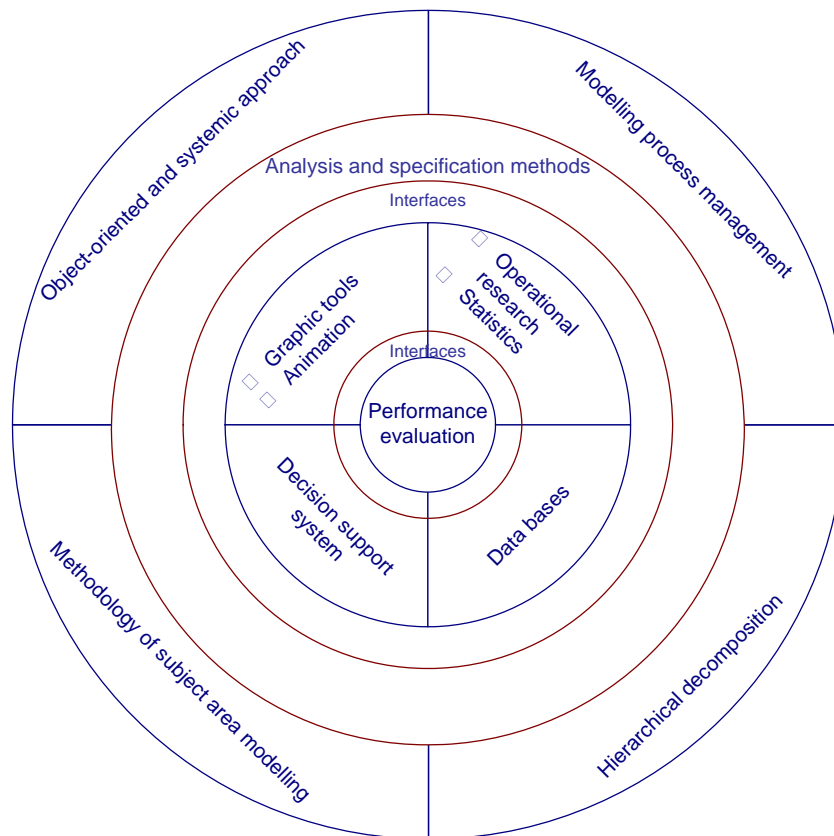 Object-oriented and systemic approach
Modelling process management
Analysis and specification methods
Interfaces
Graphic tools
Animation
Operational
research
Statistics
Interfaces
Performance
evaluation
Decision support
system
Data bases
Methodology of subject area modelling
Hierarchical decomposition